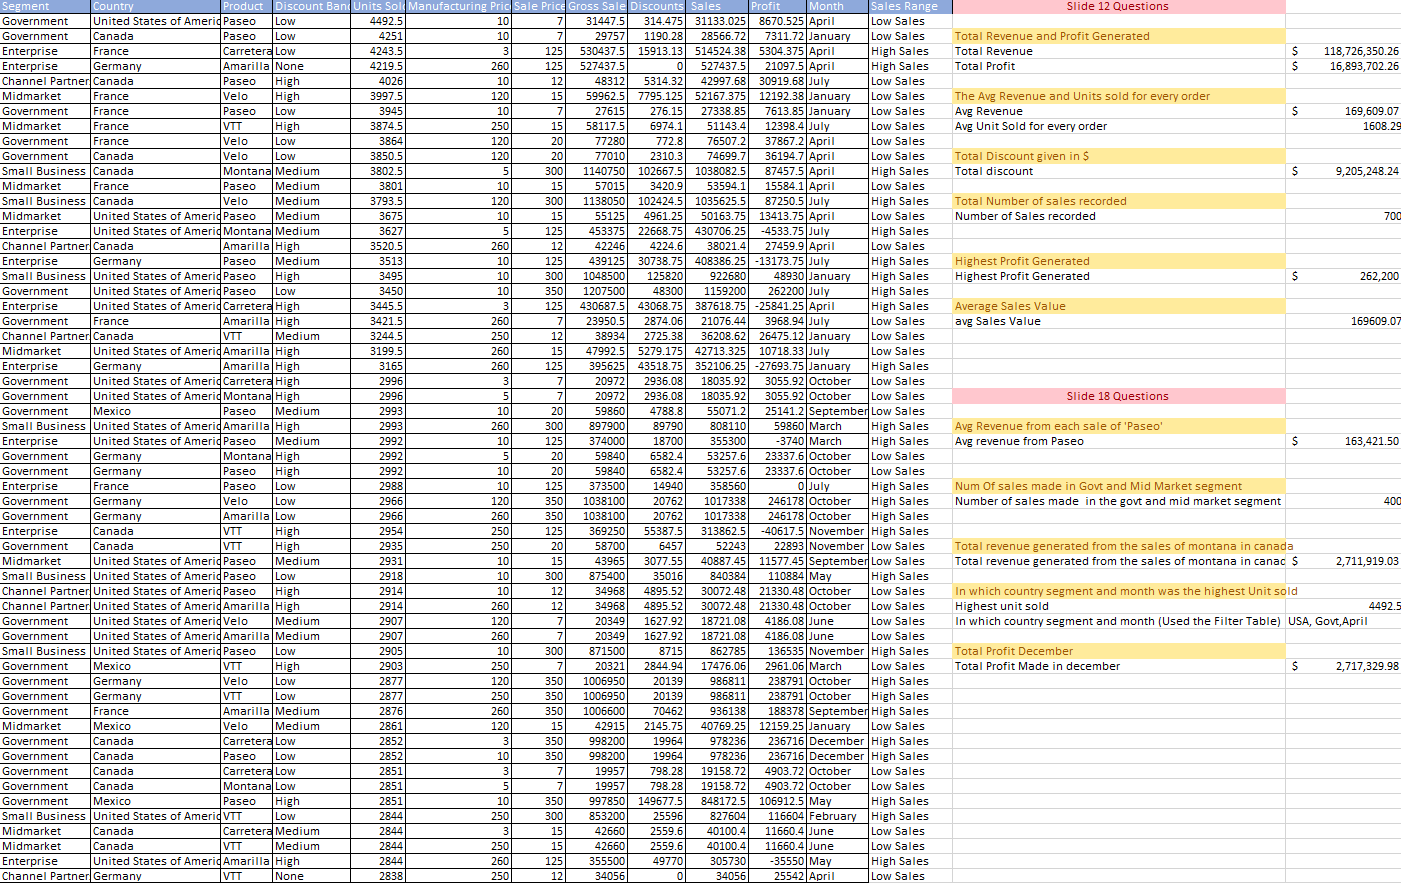 Segment Country Product Discount Band Units Sol Manufacturing Pric Sale Price Gross Sale Discounts Sales Profit Month Sales Range Slide 12 Questions
Government United States of Americ Paseo Low 4492.5 10 7 31447.5 314.475 31133.025 8670.525 April Low Sales
Government Canada Paseo Low 4251 10 7 29757 1190.28 28566.72 7311.72 January Low Sales Total Revenue and Profit Generated
Enterprise France Carretera Low 4243.5 3 125 530437.5 15913.13 514524.38 5304.375 April High Sales Total Revenue $ 118,726,350.26
Enterprise Germany Amarilla None 4219.5 260 125 527437.5 0 527437.5 21097.5 April High Sales Total Profit $ 16,893,702.26
Channel Partner Canada Paseo High 4026 10 12 48312 5314.32 42997.68 30919.68 July Low Sales
Midmarket France Velo High 3997.5 120 15 59962.5 7795.125 52167.375 12192.38 January Low Sales The Avg Revenue and Units sold for every order
Government France Paseo Low 3945 10 7 27615 276.15 27338.85 7613.85 January Low Sales Avg Revenue $ 169,609.07
Midmarket France VTT High 3874.5 250 15 58117.5 6974.1 51143.4 12398.4 July Low Sales Avg Unit Sold for every order 1608.29
Government France Velo Low 3864 120 20 77280 772.8 76507.2 37867.2 April Low Sales
Government Canada Velo Low 3850.5 120 20 77010 2310.3 74699.7 36194.7 April Low Sales Total Discount given in $
Small Business Canada Montana Medium 3802.5 5 300 1140750 102667.5 1038082.5 87457.5 April High Sales Total discount $ 9,205,248.24
Midmarket France Paseo Medium 3801 10 15 57015 3420.9 53594.1 15584.1 April Low Sales
Small Business Canada Velo Medium 3793.5 120 300 1138050 102424.5 1035625.5 87250.5 July High Sales Total Number of sales recorded
Midmarket United States of Americ Paseo Medium 3675 10 15 55125 4961.25 50163.75 13413.75 April Low Sales Number of Sales recorded 700
Enterprise United States of Americ Montana Medium 3627 5 125 453375 22668.75 430706.25 -4533.75 July High Sales
Channel Partner Canada Amarilla High 3520.5 260 12 42246 4224.6 38021.4 27459.9 April Low Sales
Enterprise Germany Paseo Medium 3513 10 125 439125 30738.75 408386.25 -13173.75 July High Sales Highest Profit Generated
Small Business United States of Americ Paseo High 3495 10 300 1048500 125820 922680 48930 January High Sales Highest Profit Generated $ 262,200
Government United States of Americ Paseo Low 3450 10 350 1207500 48300 1159200 262200 July High Sales
Enterprise United States of Americ Carretera High 3445.5 3 125 430687.5 43068.75 387618.75 -25841.25 April High Sales Average Sales Value
Government France Amarilla High 3421.5 260 7 23950.5 2874.06 21076.44 3968.94 July Low Sales avg Sales Value 169609.07
Channel Partner Canada VTT Medium 3244.5 250 12 38934 2725.38 36208.62 26475.12 January Low Sales
Midmarket United States of Americ Amarilla High 3199.5 260 15 47992.5 5279.175 42713.325 10718.33 July Low Sales
Enterprise Germany Amarilla High 3165 260 125 395625 43518.75 352106.25 -27693.75 January High Sales
Government United States of Americ Carretera High 2996 3 7 20972 2936.08 18035.92 3055.92 October Low Sales
Government United States of Americ Montana High 2996 5 7 20972 2936.08 18035.92 3055.92 October Low Sales Slide 18 Questions
Government Mexico Paseo Medium 2993 10 20 59860 4788.8 55071.2 25141.2 September Low Sales
Small Business United States of Americ Amarilla High 2993 260 300 897900 89790 808110 59860 March High Sales Avg Revenue from each sale of 'Paseo'
Enterprise United States of Americ Paseo Medium 2992 10 125 374000 18700 355300 -3740 March High Sales Avg revenue from Paseo $ 163,421.50
Government Germany Montana High 2992 5 20 59840 6582.4 53257.6 23337.6 October Low Sales
Government Germany Paseo High 2992 10 20 59840 6582.4 53257.6 23337.6 October Low Sales
Enterprise France Paseo Low 2988 10 125 373500 14940 358560 0 July High Sales Num Of sales made in Govt and Mid Market segment
Government Germany Velo Low 2966 120 350 1038100 20762 1017338 246178 October High Sales Number of sales made in the govt and mid market segment 400
Government Germany Amarilla Low 2966 260 350 1038100 20762 1017338 246178 October High Sales
Enterprise Canada VTT High 2954 250 125 369250 55387.5 313862.5 -40617.5 November High Sales
Government Canada VTT High 2935 250 20 58700 6457 52243 22893 November Low Sales Total revenue generated from the sales of montana in canada
Midmarket United States of Americ Paseo Medium 2931 10 15 43965 3077.55 40887.45 11577.45 September Low Sales Total revenue generated from the sales of montana in canac $ 2,711,919.03
Small Business United States of Americ Paseo Low 2918 10 300 875400 35016 840384 110884 May High Sales
Channel Partner United States of Americ Paseo High 2914 10 12 34968 4895.52 30072.48 21330.48 October Low Sales In which country segment and month was the highest Unit sold
Channel Partner United States of Americ Amarilla High 2914 260 12 34968 4895.52 30072.48 21330.48 October Low Sales Highest unit sold 4492.5
Government United States of Americ Velo Medium 2907 120 7 20349 1627.92 18721.08 4186.08 June Low Sales In which country segment and month (Used the Filter Table) USA, Govt,April
Government United States of Americ Amarilla Medium 2907 260 7 20349 1627.92 18721.08 4186.08 June Low Sales
Small Business United States of Americ Paseo Low 2905 10 300 871500 8715 862785 136535 November High Sales Total Profit December
Government Mexico VTT High 2903 250 7 20321 2844.94 17476.06 2961.06 March Low Sales Total Profit Made in december $ 2,717,329.98
Government Germany Velo Low 2877 120 350 1006950 20139 986811 238791 October High Sales
Government Germany VTT Low 2877 250 350 1006950 20139 986811 238791 October High Sales
Government France Amarilla Medium 2876 260 350 1006600 70462 936138 188378 September High Sales
Midmarket Mexico Velo Medium 2861 120 15 42915 2145.75 40769.25 12159.25 January Low Sales
Government Canada Carretera Low 2852 3 350 998200 19964 978236 236716 December High Sales
Government Canada Paseo Low 2852 10 350 998200 19964 978236 236716 December High Sales
Government Canada Carretera Low 2851 3 7 19957 798.28 19158.72 4903.72 October Low Sales
Government Canada Montana Low 2851 5 7 19957 798.28 19158.72 4903.72 October Low Sales
Government Mexico Paseo High 2851 10 350 997850 149677.5 848172.5 106912.5 May High Sales
Small Business United States of Americ VTT Low 2844 250 300 853200 25596 827604 116604 February High Sales
Midmarket Canada Carretera Medium 2844 3 15 42660 2559.6 40100.4 11660.4 June Low Sales
Midmarket Canada VTT Medium 2844 250 15 42660 2559.6 40100.4 11660.4 June Low Sales
Enterprise United States of Americ Amarilla High 2844 260 125 355500 49770 305730 -35550 May High Sales
Channel Partner Germany VTT None 2838 250 12 34056 0 34056 25542 April Low Sales